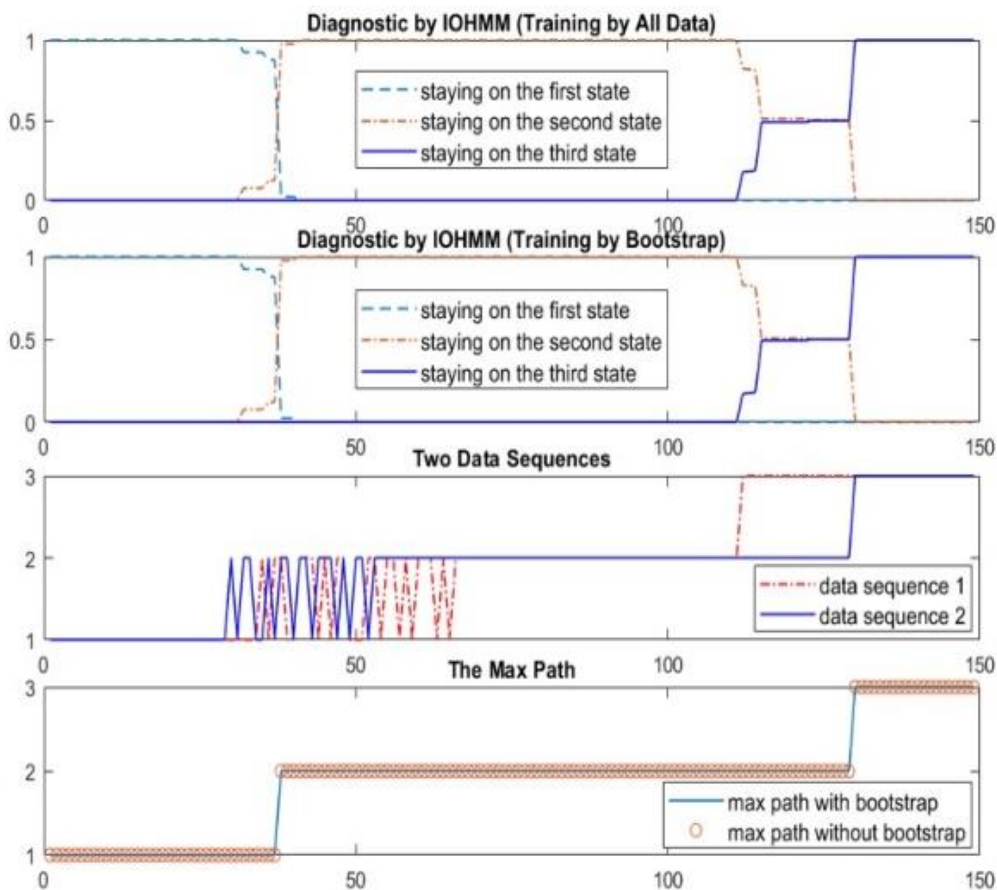 Diagnostic by IOHMM (Training by All Data)
1
0.5
0
staying on the first state
staying on the second state
staying on the third state
0 50 100 150
Diagnostic by IOHMM (Training by Bootstrap)
1
0.5
0
staying on the first state
staying on the second state
staying on the third state
0 50 100 150
Two Data Sequences
3
2
1
data sequence 1
data sequence 2
0 50 100 150
The Max Path
3
2
1
max path with bootstrap
max path without bootstrap
0 50 100 150